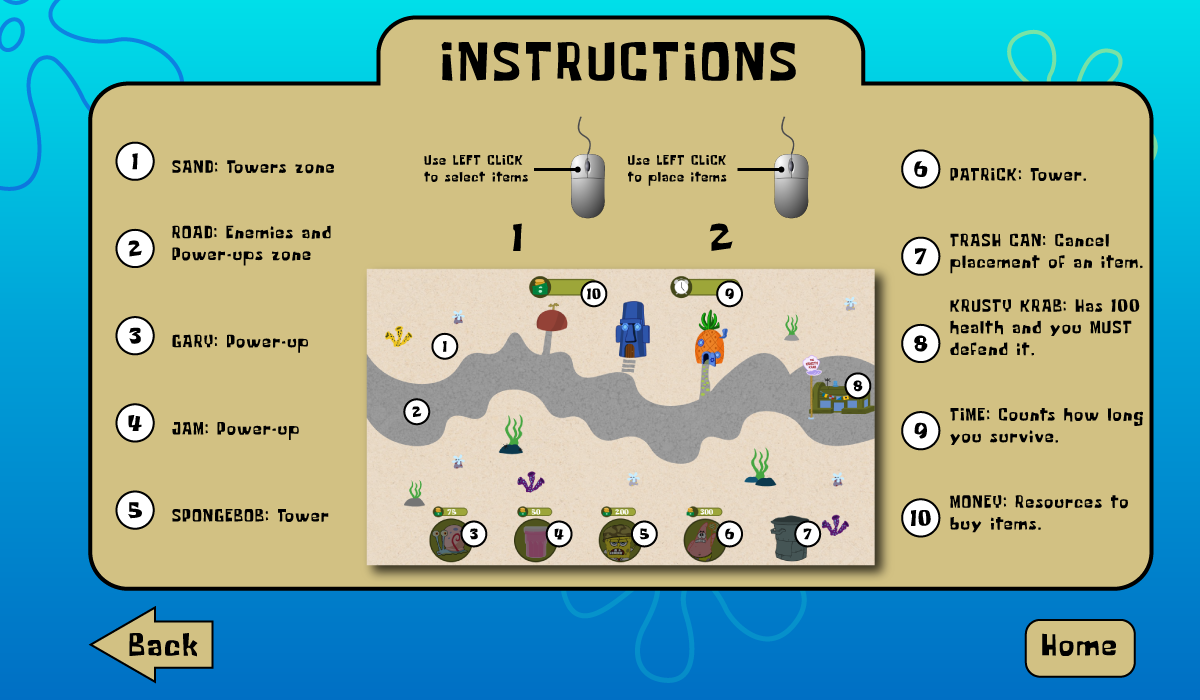 iNSTRUCTiONS
1
SAND: Towers zone
2
ROAD: Enemies and
Power-ups zone
3
GARY: Power-up
4
JAM: Power-up
5
SPONGEBOB: Tower
Use LEFT CLiCK
to select items
1
Use LEFT CLiCK
to place items
2
10
9
1
2
8
75
50
200
300
3
4
5
6
7
6
PATRiCK: Tower.
7
TRASH CAN: Cancel
placement of an item.
8
KRUSTY KRAB: Has 100
health and you MUST
defend it.
9
TiME: Counts how long
you survive.
10
MONEY: Resources to
buy items.
Back
Home